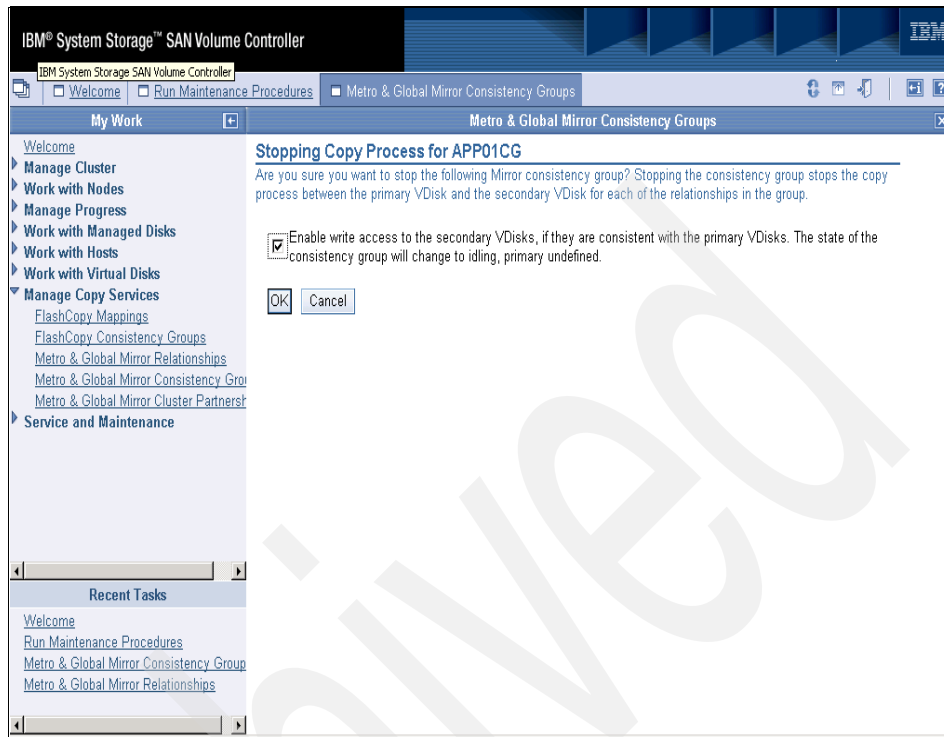 IBM® System Storage™ SAN Volume Controller
IBM
IBM System Storage SAN Volume Controller
Welcome
Run Maintenance Procedures
Metro & Global Mirror Consistency Groups
My Work
Metro & Global Mirror Consistency Groups
Welcome
Manage Cluster
Work with Nodes
Manage Progress
Work with Managed Disks
Work with Hosts
Work with Virtual Disks
Manage Copy Services
FlashCopy Mappings
FlashCopy Consistency Groups
Metro & Global Mirror Relationships
Metro & Global Mirror Consistency Grou
Metro & Global Mirror Cluster Partnersh
Service and Maintenance
Recent Tasks
Welcome
Run Maintenance Procedures
Metro & Global Mirror Consistency Group
Metro & Global Mirror Relationships
Stopping Copy Process for APP01CG
Are you sure you want to stop the following Mirror consistency group? Stopping the consistency group stops the copy
process between the primary VDisk and the secondary VDisk for each of the relationships in the group.
Enable write access to the secondary VDisks, if they are consistent with the primary VDisks. The state of the
consistency group will change to idling, primary undefined.
OK
Cancel
hived